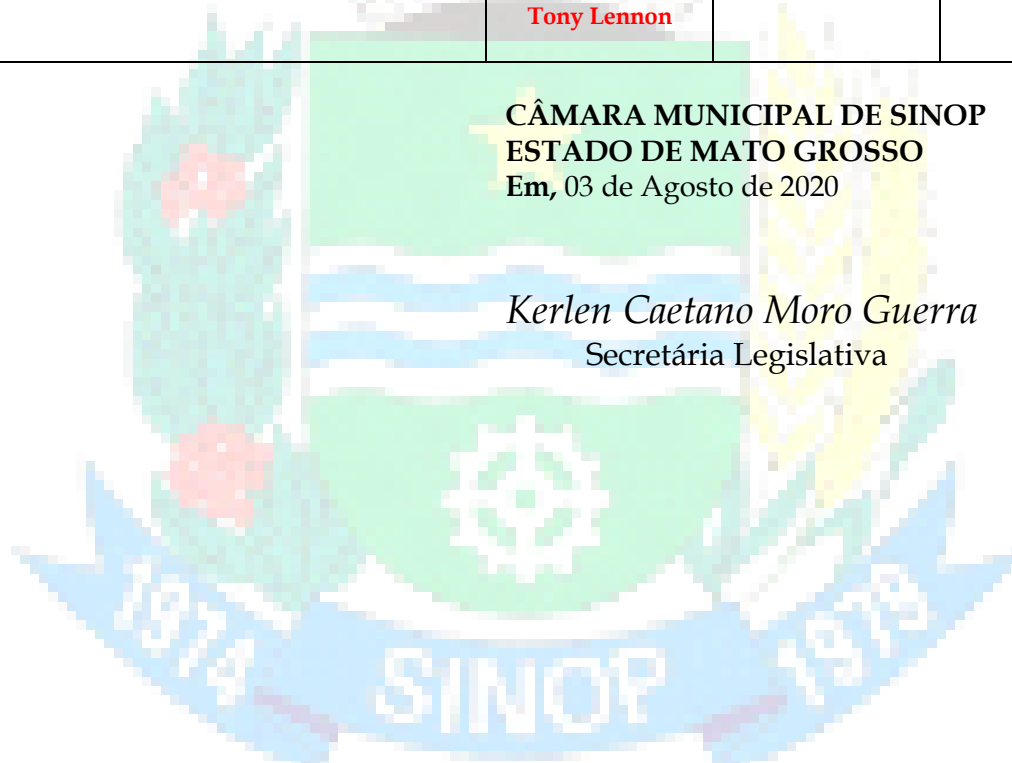 Tony Lennon
CÂMARA MUNICIPAL DE SINOP
ESTADO DE MATO GROSSO
Em, 03 de Agosto de 2020
Kerlen Caetano Moro Guerra
Secretária Legislativa
1974 SINOP 1979